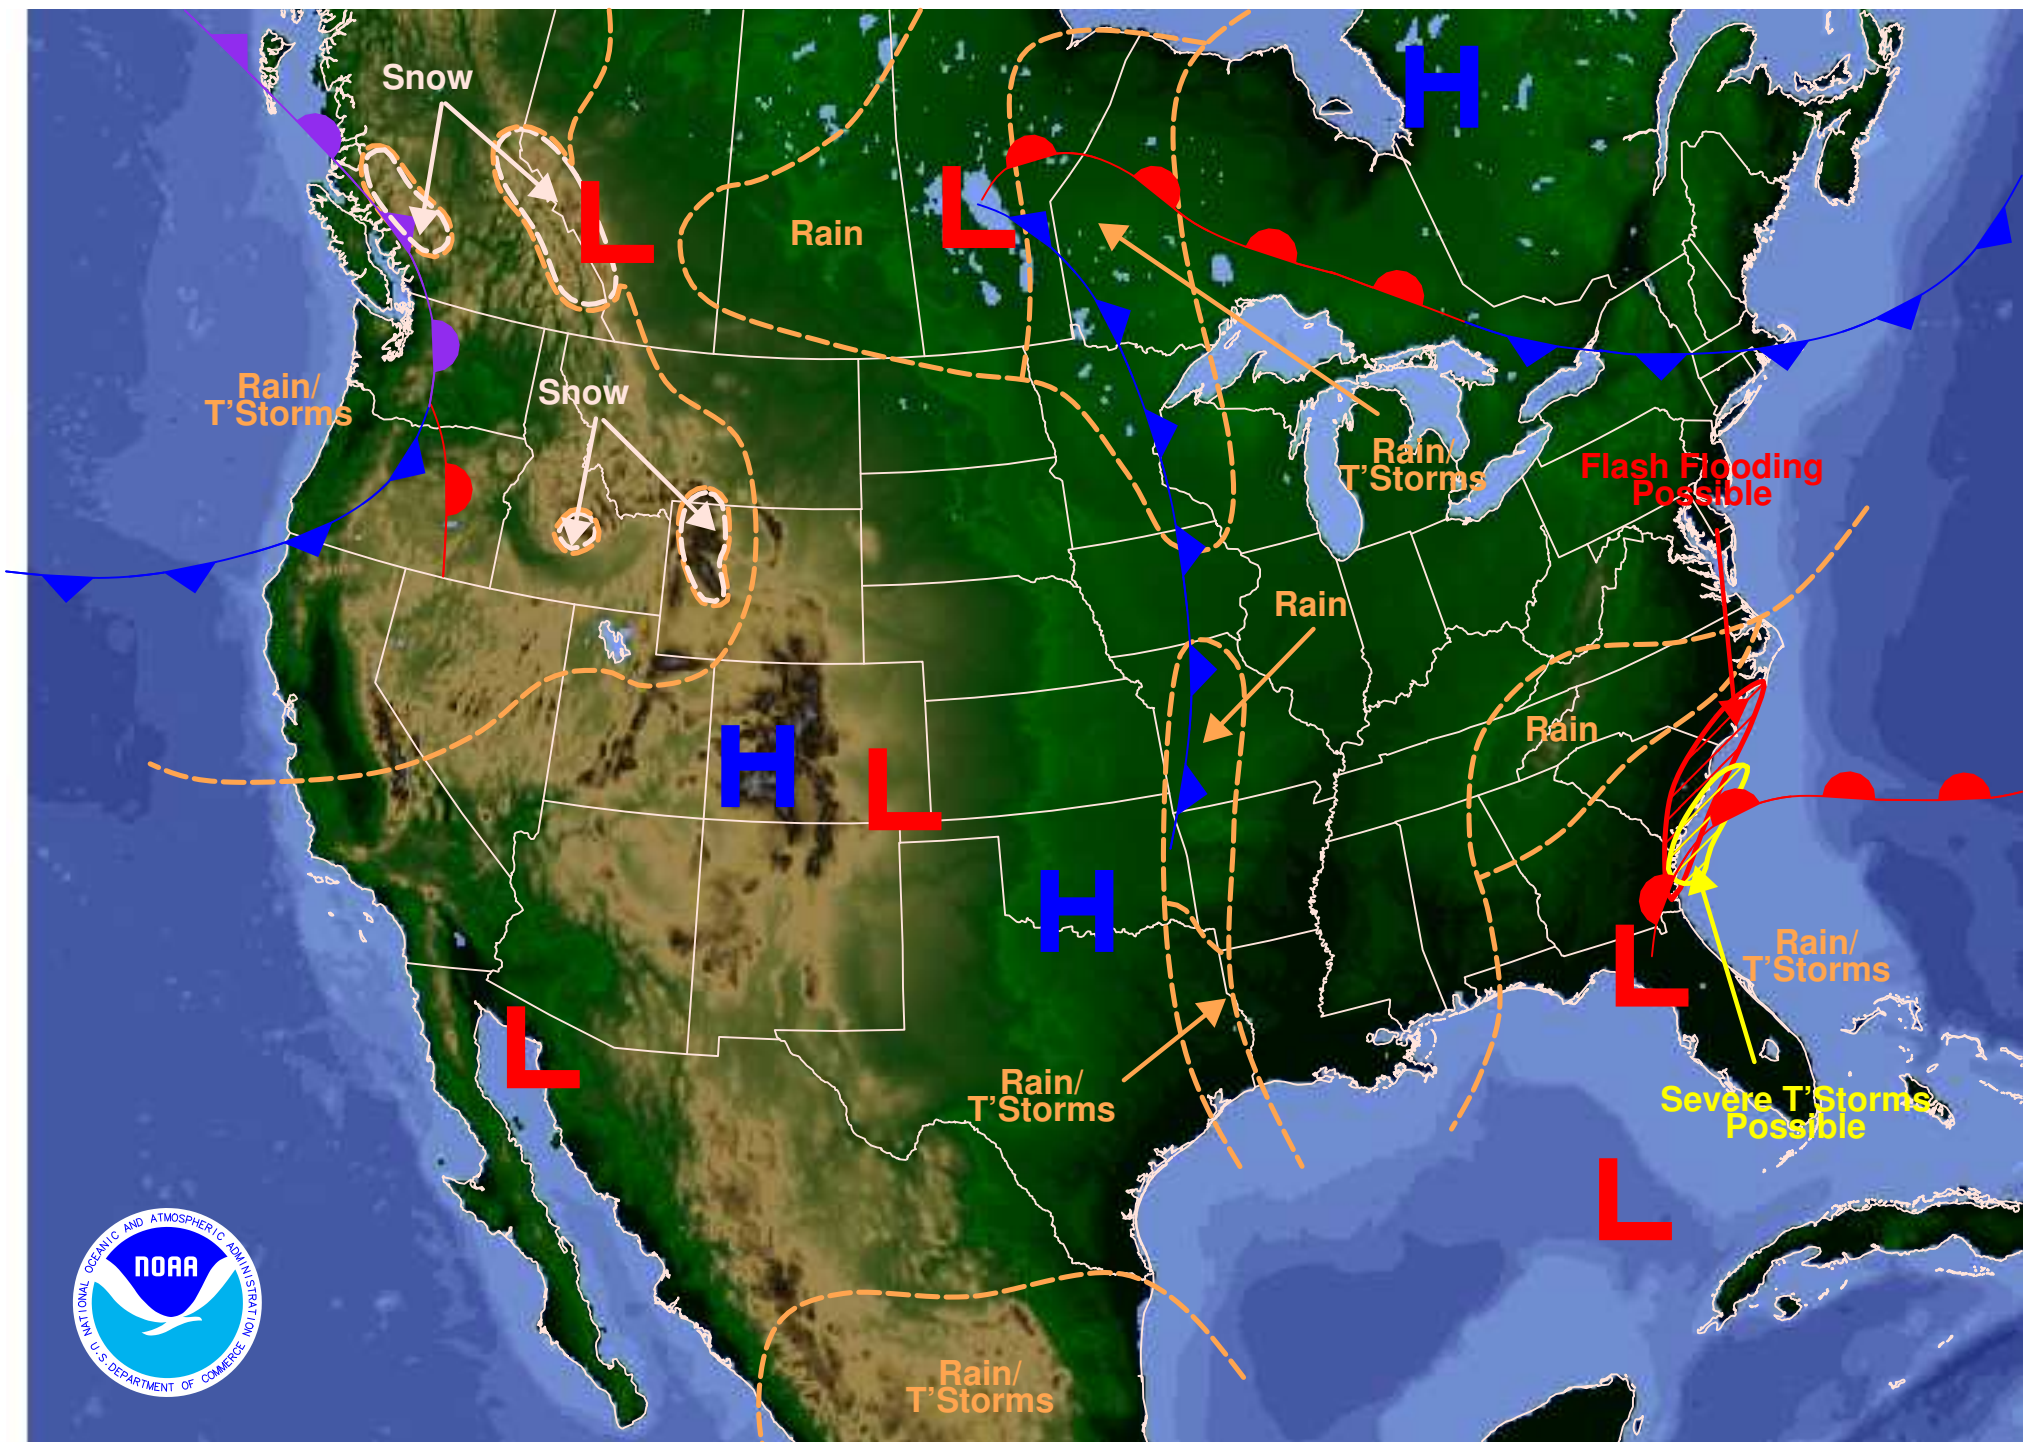 H
Snow
L
L
Rain
Rain/
T'Storms
Snow
Rain/
T'Storms
Flash Flooding
Possible
Rain
Rain
H
L
H
L
Rain/
T'Storms
L
Rain/
T'Storms
Severe T'Storms
Possible
L
NATIONAL OCEANIC AND ATMOSPHERIC ADMINISTRATION
NOAA
U.S. DEPARTMENT OF COMMERCE
Rain/
T'Storms